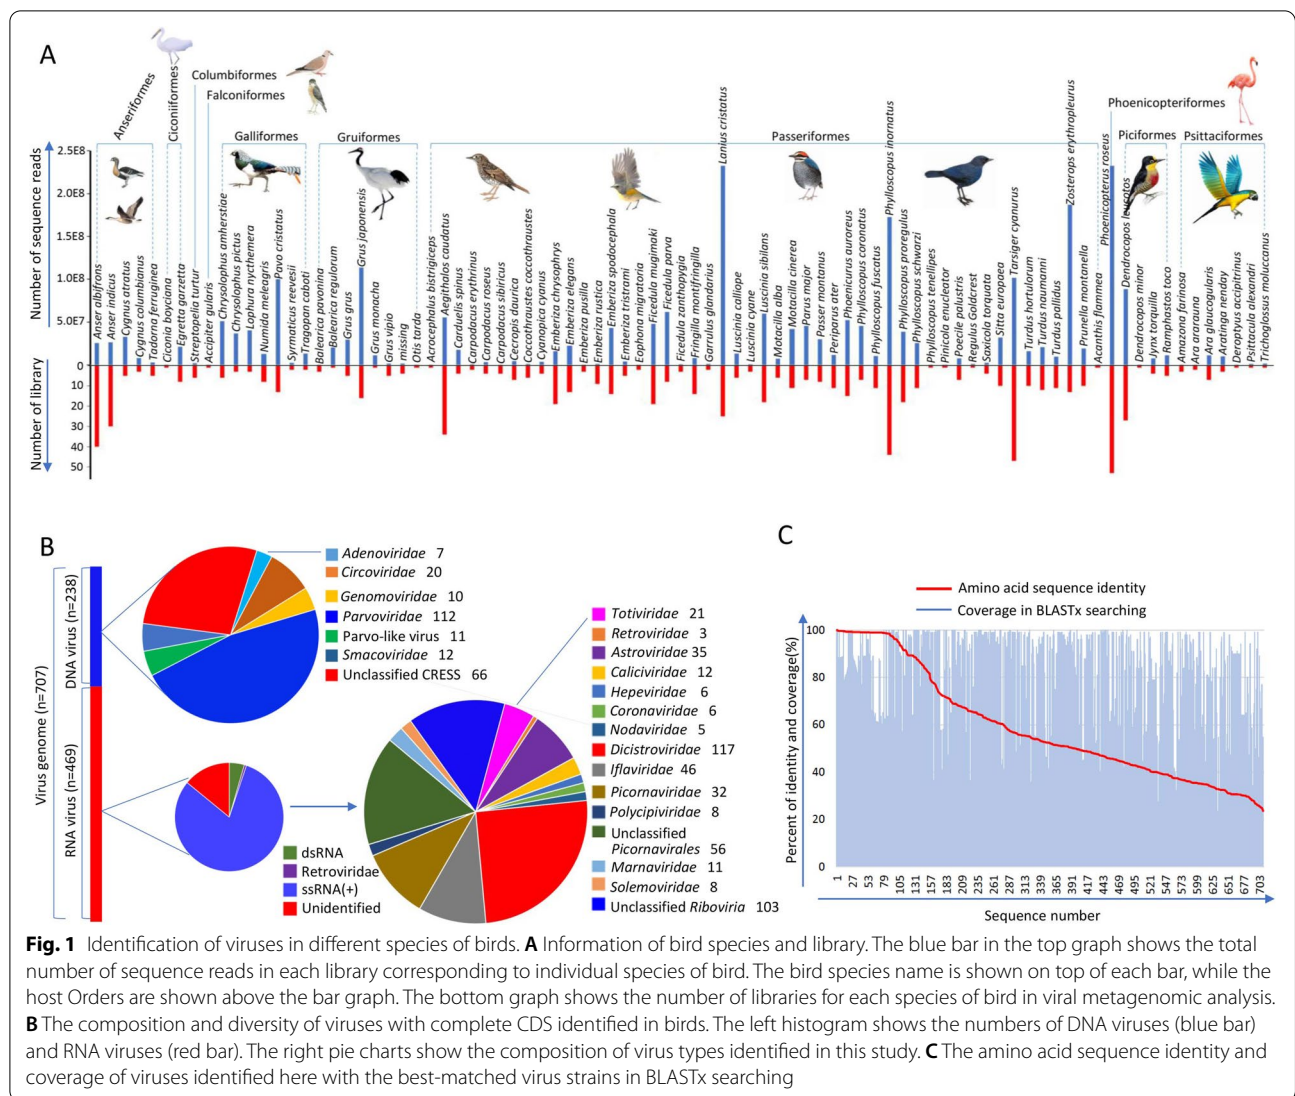 A
Anseriformes
Ciconiiformes
Columbiformes
Falconiformes
Galliformes
Gruiformes
Passeriformes
Phoenicopteriformes
Piciformes
Psittaciformes
Number of sequence reads
2.5E8
2.0E8
1.5E8
1.0E8
5.0E7
0
Number of library
10
20
30
40
50
Anser albifrons
Anser indicus
Cygnus atratus
Cygnus columbianus
Tadorna ferruginea
Ciconia boyciana
Egretta garzetta
Streptopelia turtur
Accipiter gularis
Chrysolophus amherstiae
Chrysolophus pictus
Lophura nycthemera
Numida meleagris
Pavo cristatus
Syrmaticus reevesii
Tragopan caboti
Balearica pavonina
Balearica regulorum
Grus grus
Grus japonensis
Grus monacha
Grus vipio
missing
Otis tarda
Acrocephalus bistrigiceps
Aegithalos caudatus
Carduelis spinus
Carpodacus erythrinus
Carpodacus roseus
Carpodacus sibiricus
Cecropis daurica
Coccothraustes coccothraustes
Cyanopica cyanus
Emberiza chrysophrys
Emberiza elegans
Emberiza pusilla
Emberiza rustica
Emberiza spodocephala
Emberiza tristrami
Eophona migratoria
Ficedula mugimaki
Ficedula parva
Ficedula zanthopygia
Fringilla montifringilla
Garrulus glandarius
Lanius cristatus
Luscinia calliope
Luscinia cyane
Luscinia sibilans
Motacilla alba
Motacilla cinerea
Parus major
Passer montanus
Periparus ater
Phoenicurus auroreus
Phylloscopus coronatus
Phylloscopus fuscatus
Phylloscopus inornatus
Phylloscopus proregulus
Phylloscopus schwarzi
Phylloscopus tenellipes
Pinicola enucleator
Poecile palustris
Regulus Goldcrest
Saxicola torquata
Sitta europaea
Tarsiger cyanurus
Turdus hortulorum
Turdus naumanni
Turdus pallidus
Zosterops erythropleurus
Prunella montanella
Acanthis flammea
Phoenicopterus roseus
Dendrocopos leucotos
Dendrocopos minor
Jynx torquilla
Ramphastos toco
Amazona farinosa
Ara ararauna
Ara glaucogularis
Aratinga nenday
Deroptyus accipitrinus
Psittacula alexandri
Trichoglossus moluccanus
B
Virus genome (n=707)
DNA virus (n=238)
RNA virus (n=469)
Adenoviridae 7
Circoviridae 20
Genomoviridae 10
Parvoviridae 112
Parvo-like virus 11
Smacoviridae 12
Unclassified CRESS 66
dsRNA
Retroviridae
ssRNA(+)
Unidentified
Totiviridae 21
Retroviridae 3
Astroviridae 35
Caliciviridae 12
Hepeviridae 6
Coronaviridae 6
Nodaviridae 5
Dicistroviridae 117
Iflaviridae 46
Picornaviridae 32
Polycipiviridae 8
Unclassified
Picornavirales 56
Marnaviridae 11
Solemoviridae 8
Unclassified Riboviria 103
C
Amino acid sequence identity
Coverage in BLASTx searching
Percent of identity and coverage(%)
100
80
60
40
20
0
1 27 53 79 105 131 157 183 209 235 261 287 313 339 365 391 417 443 469 495 521 547 573 599 625 651 677 703
Sequence number
Fig. 1 Identification of viruses in different species of birds. A Information of bird species and library. The blue bar in the top graph shows the total
number of sequence reads in each library corresponding to individual species of bird. The bird species name is shown on top of each bar, while the
host Orders are shown above the bar graph. The bottom graph shows the number of libraries for each species of bird in viral metagenomic analysis.
B The composition and diversity of viruses with complete CDS identified in birds. The left histogram shows the numbers of DNA viruses (blue bar)
and RNA viruses (red bar). The right pie charts show the composition of virus types identified in this study. C The amino acid sequence identity and
coverage of viruses identified here with the best-matched virus strains in BLASTx searching